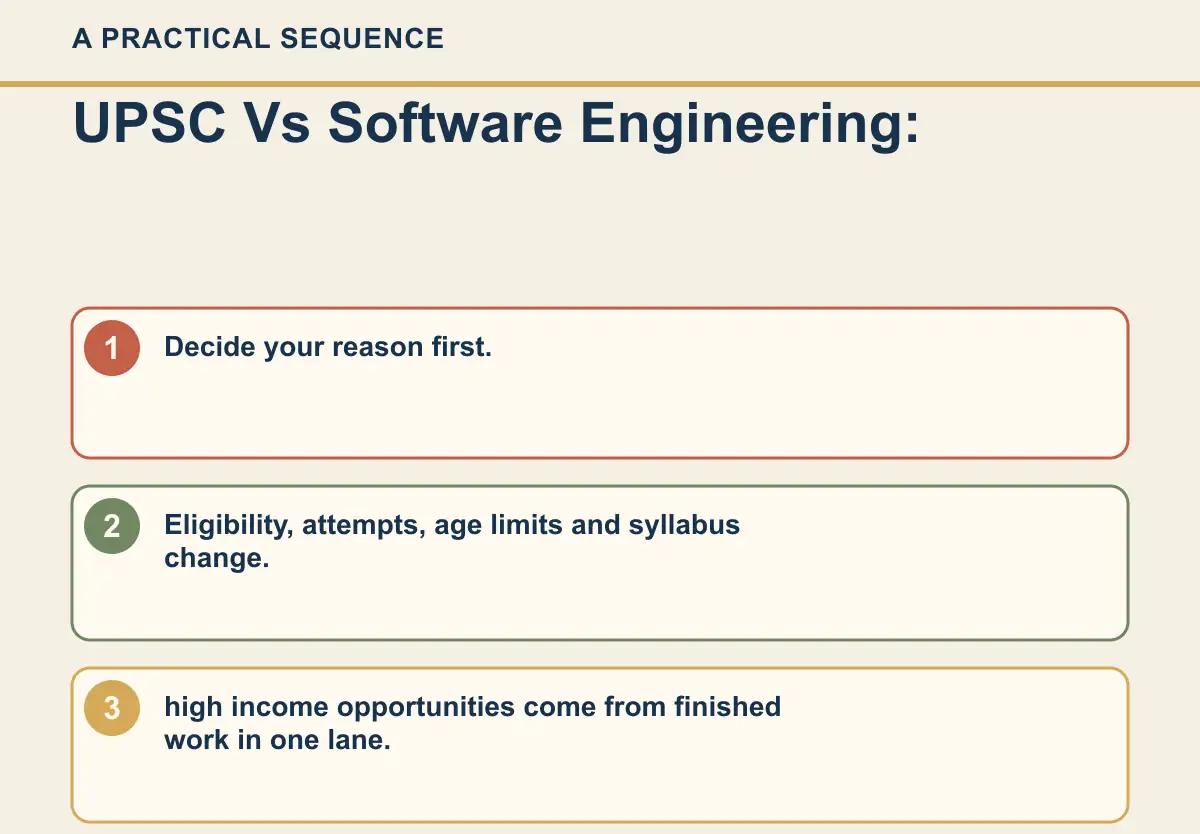 A PRACTICAL SEQUENCE
UPSC Vs Software Engineering:
1
Decide your reason first.
2
Eligibility, attempts, age limits and syllabus
change.
3
high income opportunities come from finished
work in one lane.